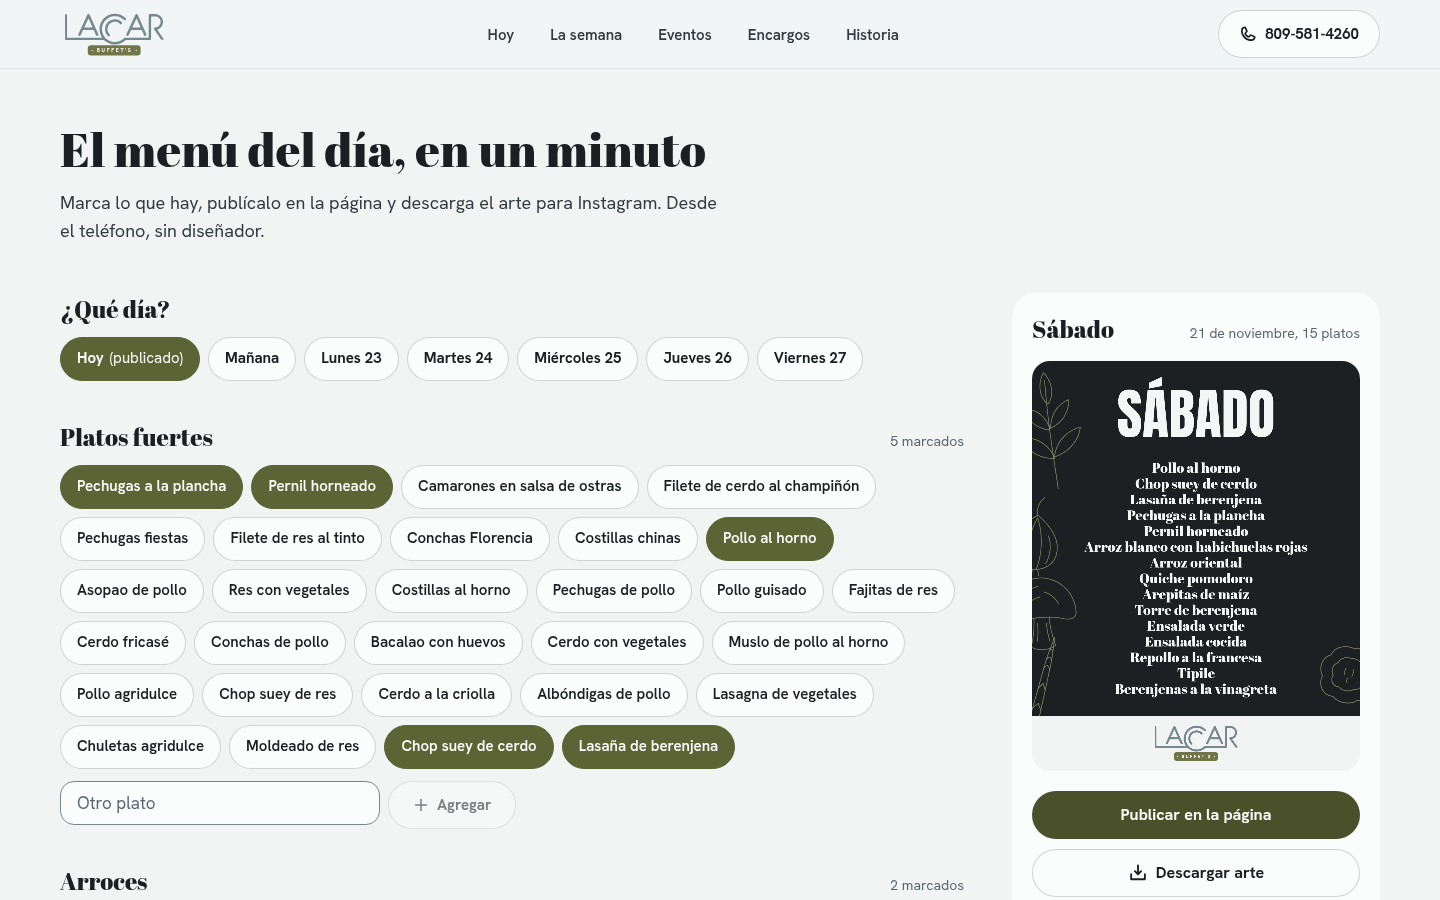 LACAR
• BUFFET'S •
Hoy
La semana
Eventos
Encargos
Historia
809-581-4260
El menú del día, en un minuto
Marca lo que hay, publícalo en la página y descarga el arte para Instagram. Desde
el teléfono, sin diseñador.
¿Qué día?
Hoy (publicado)
Mañana
Lunes 23
Martes 24
Miércoles 25
Jueves 26
Viernes 27
Platos fuertes
5 marcados
Pechugas a la plancha
Pernil horneado
Camarones en salsa de ostras
Filete de cerdo al champiñón
Pechugas fiestas
Filete de res al tinto
Conchas Florencia
Costillas chinas
Pollo al horno
Asopao de pollo
Res con vegetales
Costillas al horno
Pechugas de pollo
Pollo guisado
Fajitas de res
Cerdo fricasé
Conchas de pollo
Bacalao con huevos
Cerdo con vegetales
Muslo de pollo al horno
Pollo agridulce
Chop suey de res
Cerdo a la criolla
Albóndigas de pollo
Lasagna de vegetales
Chuletas agridulce
Moldeado de res
Chop suey de cerdo
Lasaña de berenjena
Otro plato
Agregar
Arroces
2 marcados
Sábado
21 de noviembre, 15 platos
SÁBADO
Pollo al horno
Chop suey de cerdo
Lasaña de berenjena
Pechugas a la plancha
Pernil horneado
Arroz blanco con habichuelas rojas
Arroz oriental
Quiche pomodoro
Arepitas de maíz
Torre de berenjena
Ensalada verde
Ensalada cocida
Repollo a la francesa
Tipile
Berenjenas a la vinagreta
LACAR
• BUFFET'S •
Publicar en la página
Descargar arte